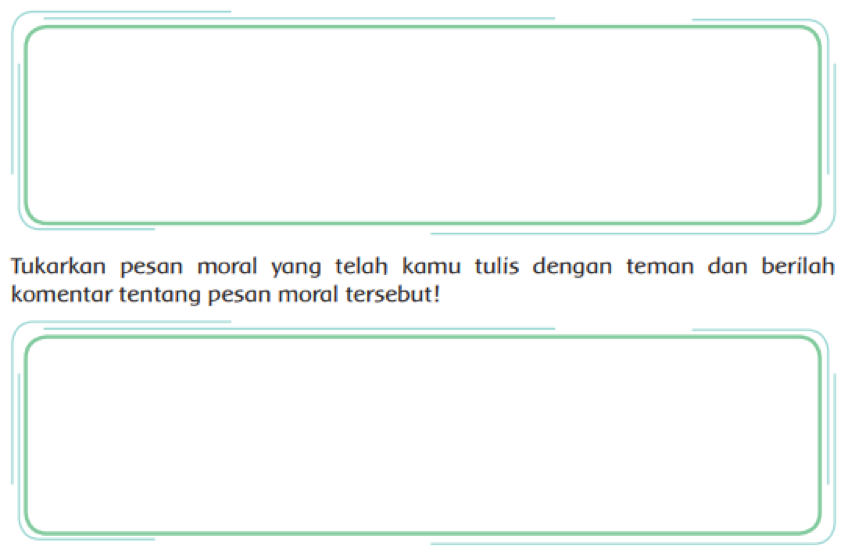 Tukarkan pesan moral yang telah kamu tulis dengan teman dan berilah
komentar tentang pesan moral tersebut!